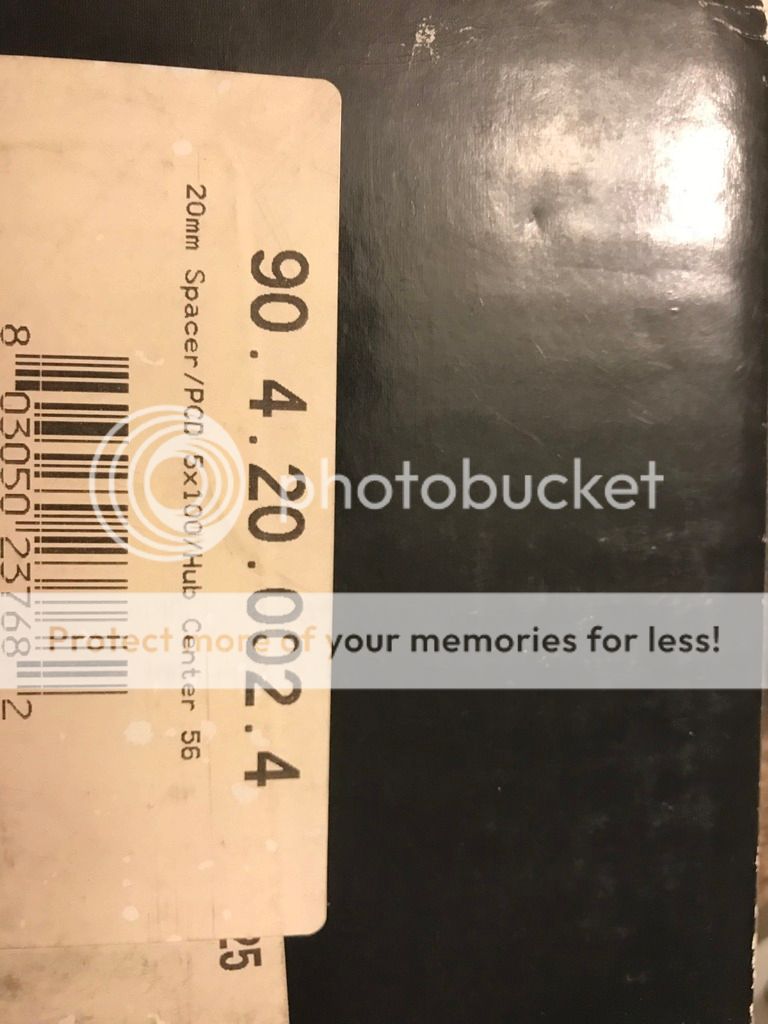 90.4.20.002.4
20mm Spacer/PCD 5x100/Hub Center 56
8 03050 23768 2
25
photobucket
Protect more of your memories for less!